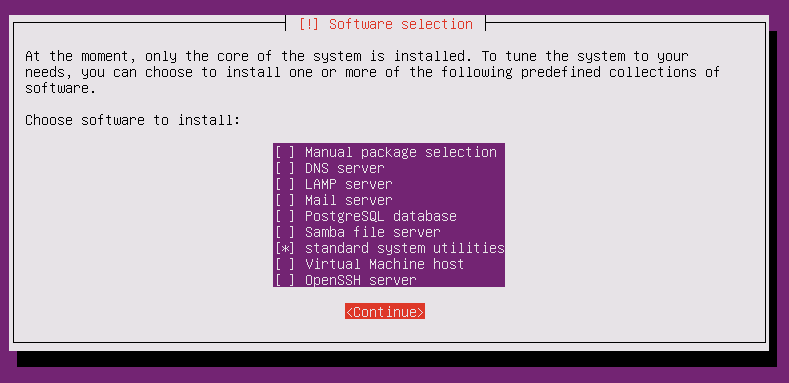 [!] Software selection
At the moment, only the core of the system is installed. To tune the system to your
needs, you can choose to install one or more of the following predefined collections of
software.
Choose software to install:
[ ] Manual package selection
[ ] DNS server
[ ] LAMP server
[ ] Mail server
[ ] PostgreSQL database
[ ] Samba file server
[*] standard system utilities
[ ] Virtual Machine host
[ ] OpenSSH server
<Continue>